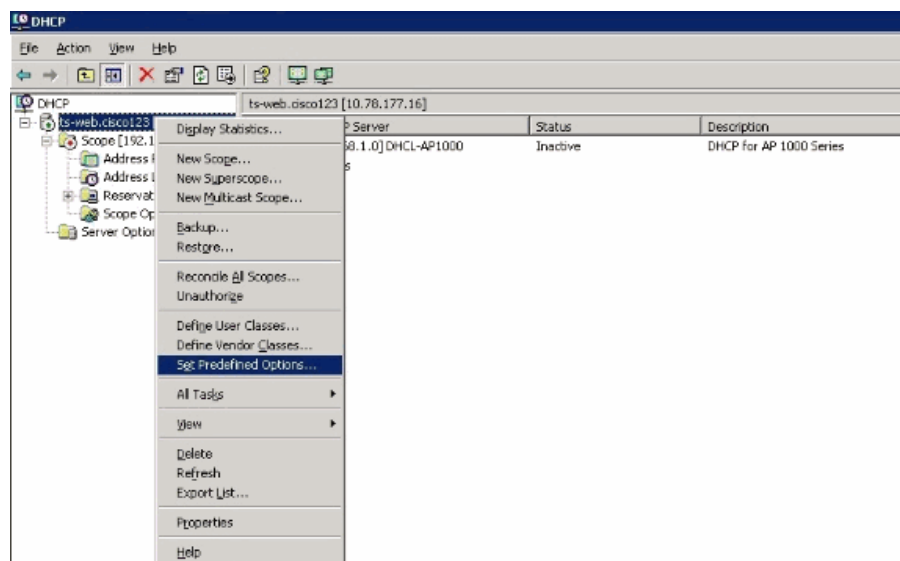 DHCP
File Action View Help
DHCP
ts-web.cisco123 [10.78.177.16]
ts-web.cisco123
Server
Status
Description
Scope [192.1
8.1.0] DHCL-AP1000
Inactive
DHCP for AP 1000 Series
Address
Address
Reservat
Scope Op
Server Option
Display Statistics...
New Scope...
New Superscope...
New Multicast Scope...
Backup...
Restore...
Reconcile All Scopes...
Unauthorize
Define User Classes...
Define Vendor Classes...
Set Predefined Options...
All Tasks
View
Delete
Refresh
Export List...
Properties
Help